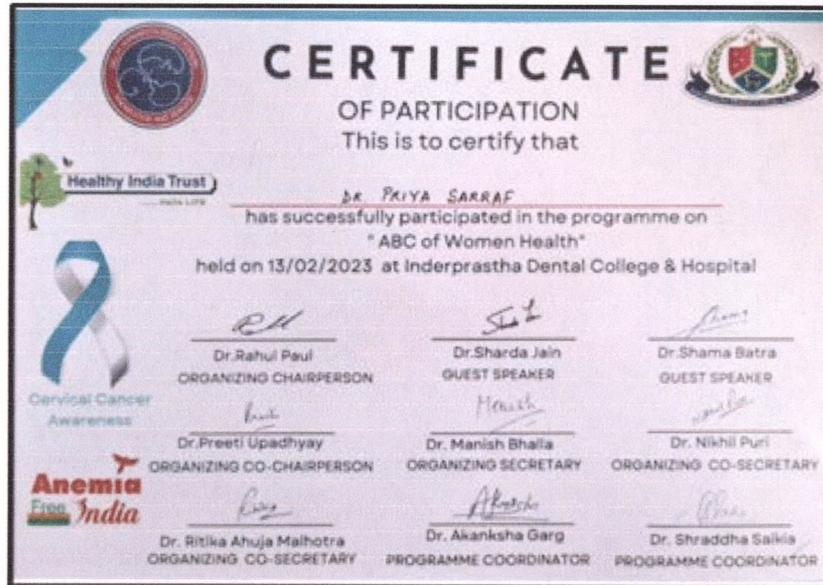 CERTIFICATE
OF PARTICIPATION
This is to certify that
Healthy India Trust
DR. PRIYA SARRAF
has successfully participated in the programme on
" ABC of Women Health"
held on 13/02/2023 at Inderprastha Dental College & Hospital
Dr.Rahul Paul Dr.Sharda Jain Dr.Shama Batra
ORGANIZING CHAIRPERSON GUEST SPEAKER GUEST SPEAKER
Cervical Cancer
Awareness
Manish
Dr.Preeti Upadhyay Dr. Manish Bhalla Dr. Nikhil Puri
ORGANIZING CO-CHAIRPERSON ORGANIZING SECRETARY ORGANIZING CO-SECRETARY
Anemia
Free India
Akanksha
Dr. Ritika Ahuja Malhotra Dr. Akanksha Garg Dr. Shraddha Saikia
ORGANIZING CO-SECRETARY PROGRAMME COORDINATOR PROGRAMME COORDINATOR